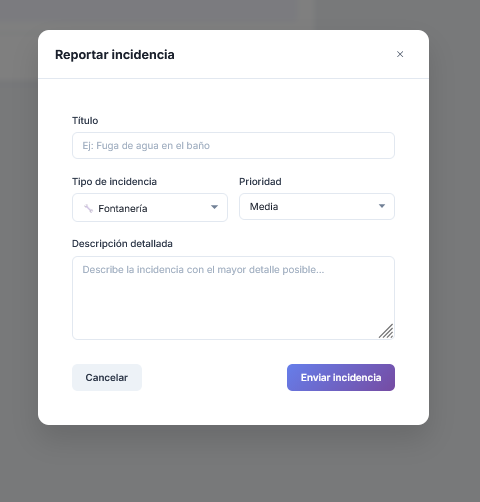 Reportar incidencia
×
Título
Ej: Fuga de agua en el baño
Tipo de incidencia
Prioridad
🔧 Fontanería
Media
Descripción detallada
Describe la incidencia con el mayor detalle posible...
Cancelar
Enviar incidencia